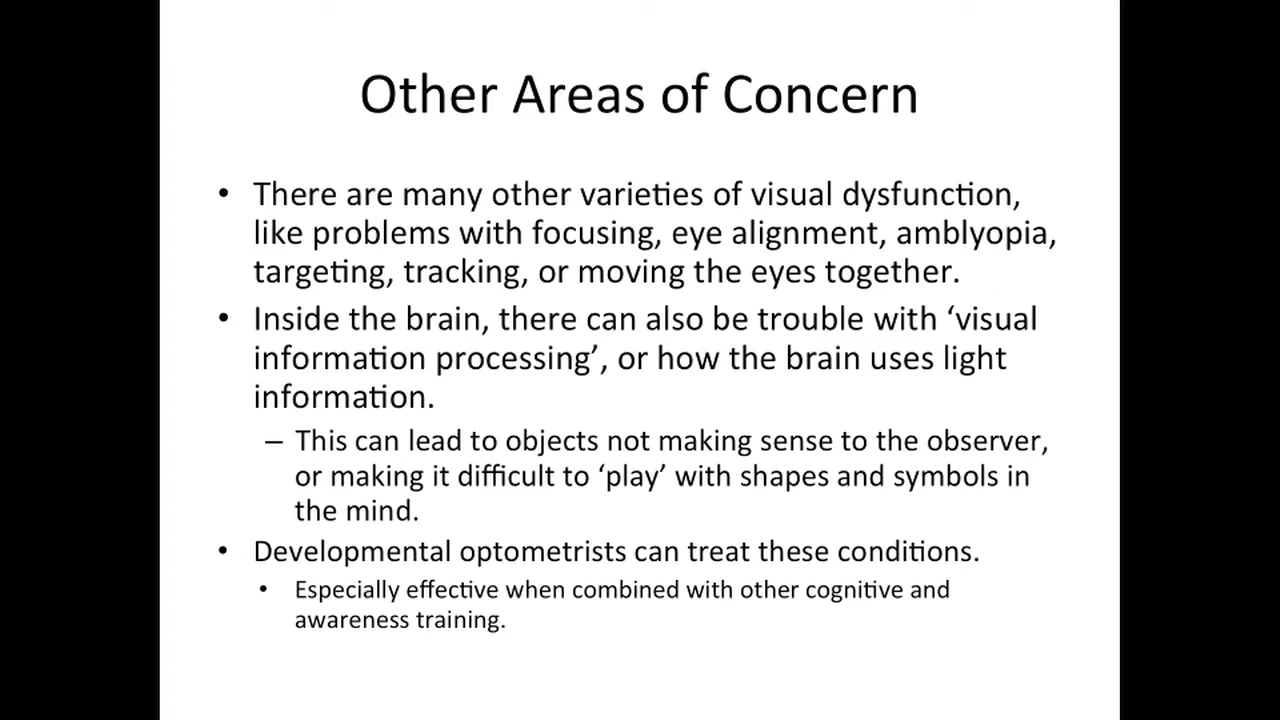 Other Areas of Concern
• There are many other varieties of visual dysfunction,
like problems with focusing, eye alignment, amblyopia,
targeting, tracking, or moving the eyes together.
• Inside the brain, there can also be trouble with ‘visual
information processing’, or how the brain uses light
information.
– This can lead to objects not making sense to the observer,
or making it difficult to ‘play’ with shapes and symbols in
the mind.
• Developmental optometrists can treat these conditions.
• Especially effective when combined with other cognitive and
awareness training.